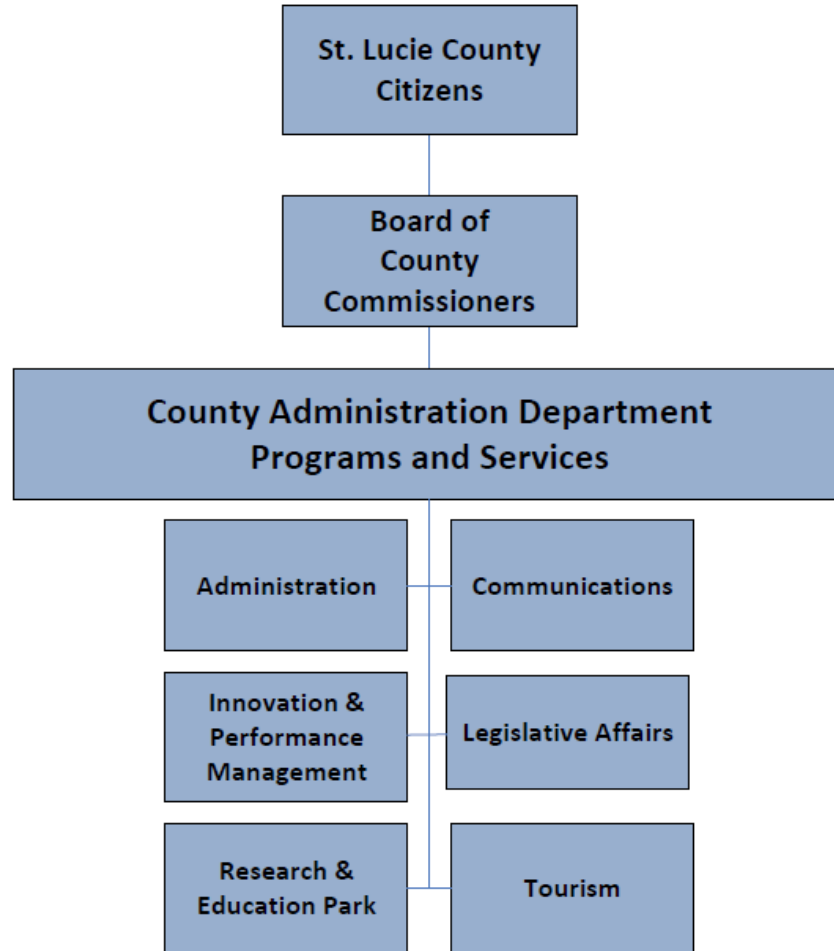 St. Lucie County
Citizens
Board of
County
Commissioners
County Administration Department
Programs and Services
Administration
Communications
Innovation &
Performance
Management
Legislative Affairs
Research &
Education Park
Tourism